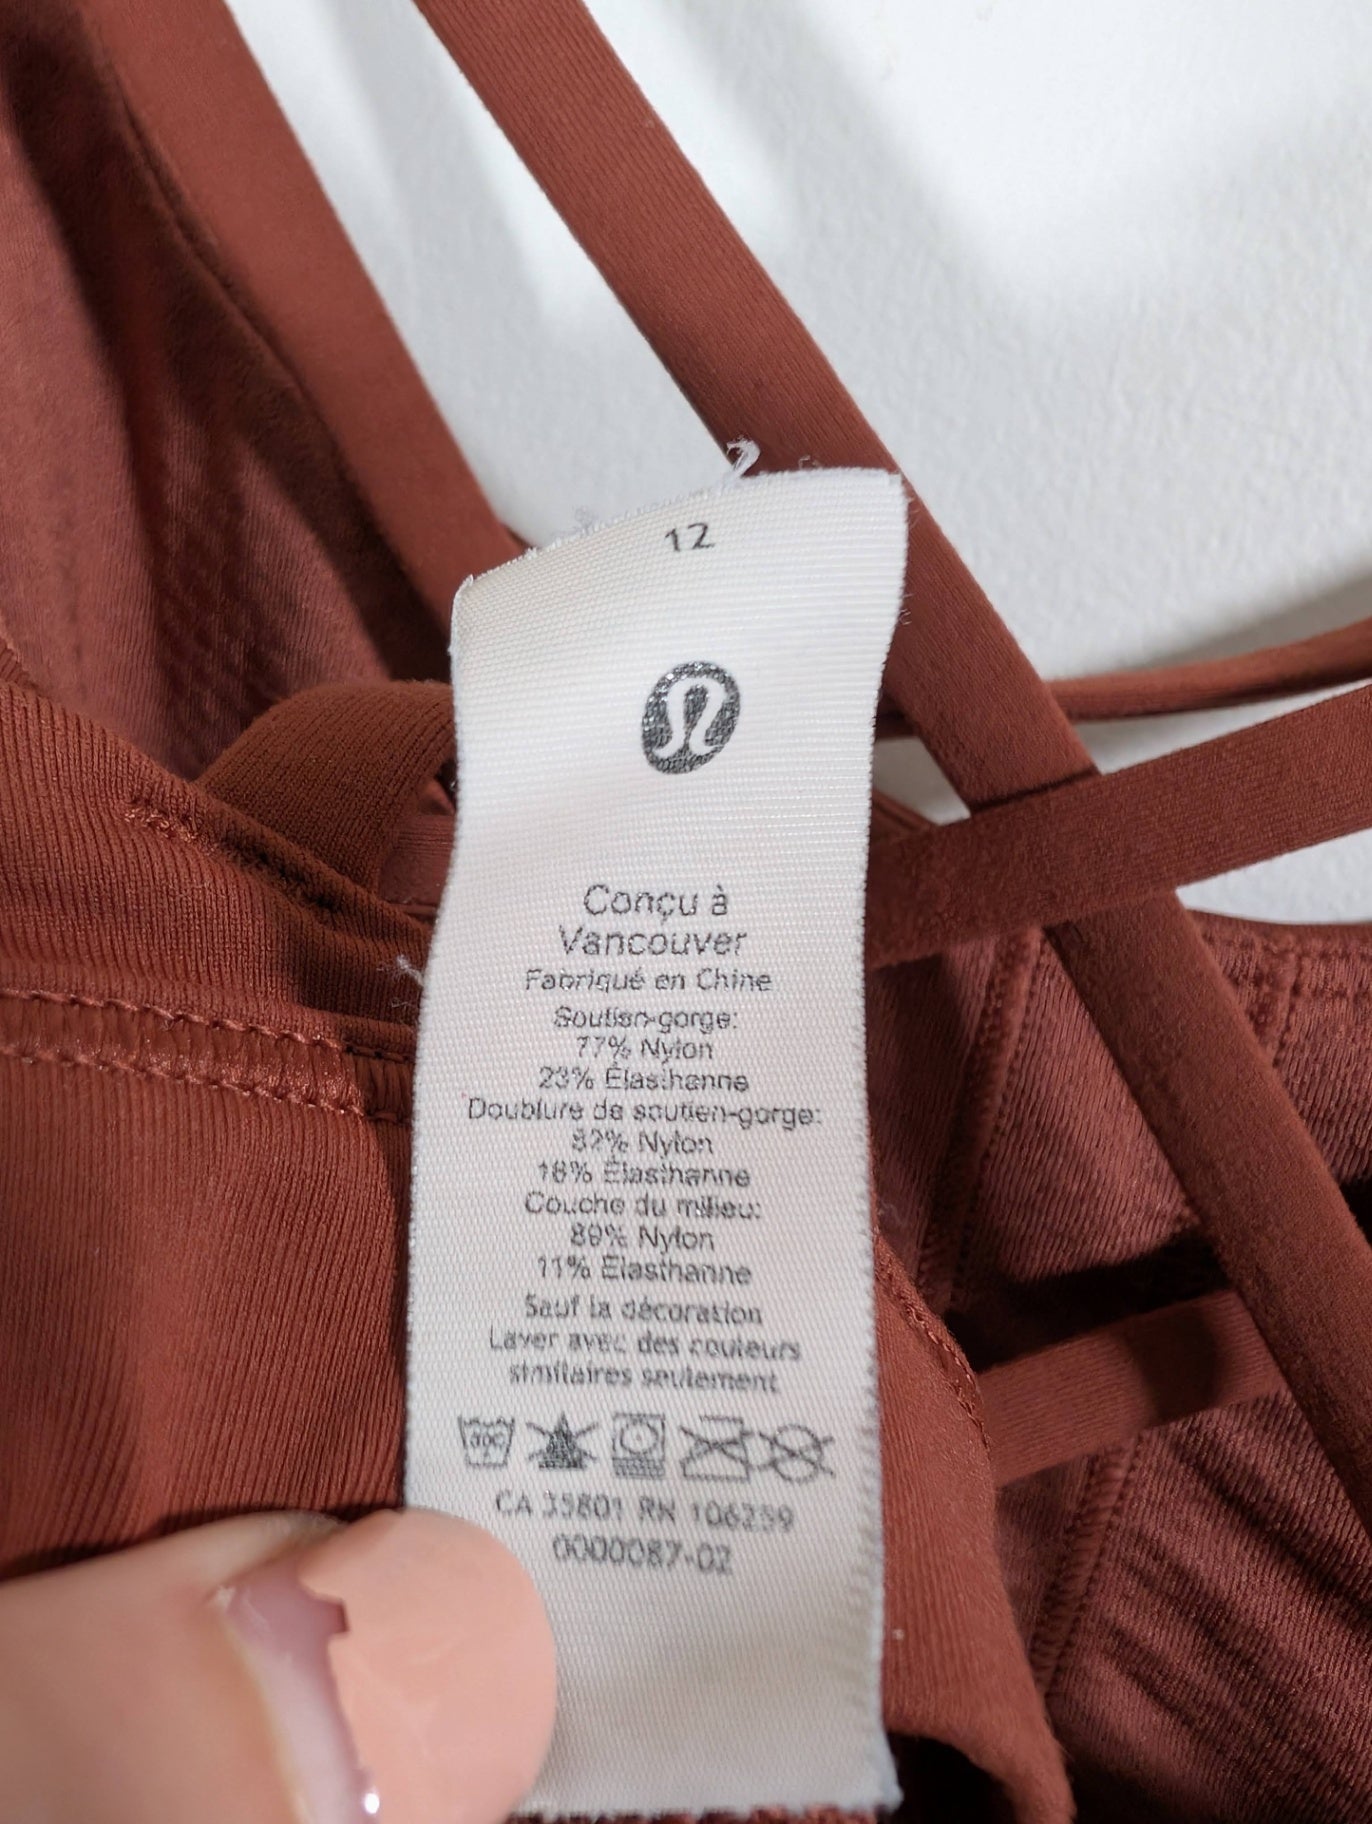 12
Conçu à
Vancouver
Fabriqué en Chine
Soutien-gorge:
77% Nylon
23% Élasthanne
Doublure de soutien-gorge:
82% Nylon
18% Élasthanne
Couche du milieu:
89% Nylon
11% Élasthanne
Sauf la décoration
Laver avec des couleurs
similaires seulement
CA 35801 RN 106259
0000087-02